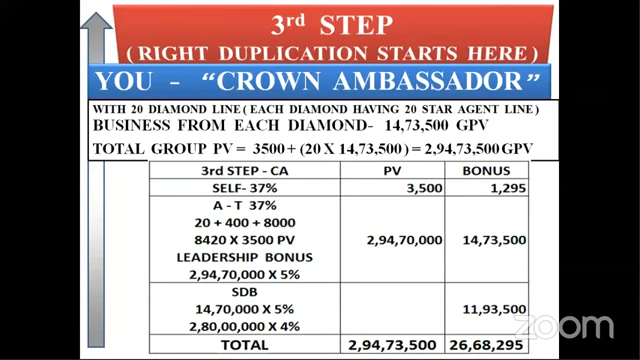 3rd STEP
( RIGHT DUPLICATION STARTS HERE )
YOU - "CROWN AMBASSADOR"
WITH 20 DIAMOND LINE ( EACH DIAMOND HAVING 20 STAR AGENT LINE )
BUSINESS FROM EACH DIAMOND- 14,73,500 GPV
TOTAL GROUP PV = 3500 + (20 X 14,73,500) = 2,94,73,500 GPV
3rd STEP - CA PV BONUS
SELF- 37% 3,500 1,295
A - T 37%
20 + 400 + 8000
8420 X 3500 PV 2,94,70,000 14,73,500
LEADERSHIP BONUS
2,94,70,000 X 5%
SDB
14,70,000 X 5% 11,93,500
2,80,00,000 X 4%
TOTAL 2,94,73,500 26,68,295
zoom